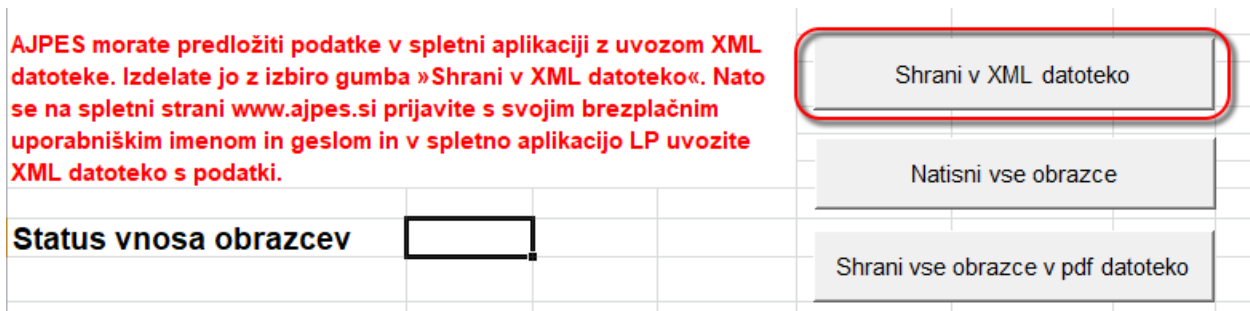 AJPES morate predložiti podatke v spletni aplikaciji z uvozom XML
datoteke. Izdelate jo z izbiro gumba »Shrani v XML datoteko«. Nato
se na spletni strani www.ajpes.si prijavite s svojim brezplačnim
uporabniškim imenom in geslom in v spletno aplikacijo LP uvozite
XML datoteko s podatki.
Status vnosa obrazcev
Shrani v XML datoteko
Natisni vse obrazce
Shrani vse obrazce v pdf datoteko